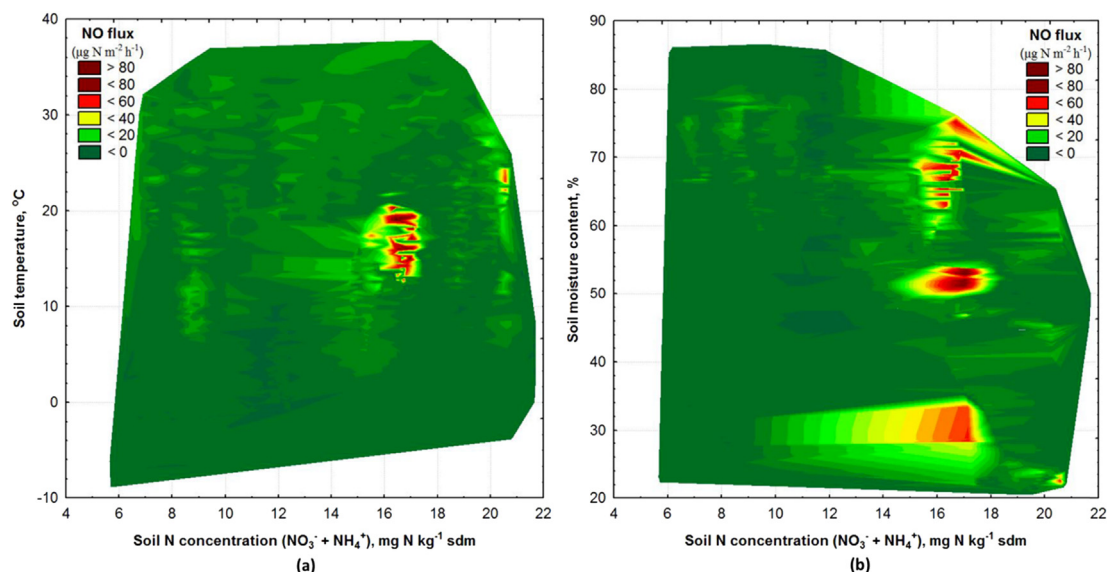 NO flux
(µg N m⁻² h⁻¹)
> 80
< 80
< 60
< 40
< 20
< 0
40
30
20
10
0
-10
Soil temperature, °C
4 6 8 10 12 14 16 18 20 22
Soil N concentration (NO₃⁻ + NH₄⁺), mg N kg⁻¹ sdm
(a)
NO flux
(µg N m⁻² h⁻¹)
> 80
< 80
< 60
< 40
< 20
< 0
90
80
70
60
50
40
30
20
Soil moisture content, %
4 6 8 10 12 14 16 18 20 22
Soil N concentration (NO₃⁻ + NH₄⁺), mg N kg⁻¹ sdm
(b)